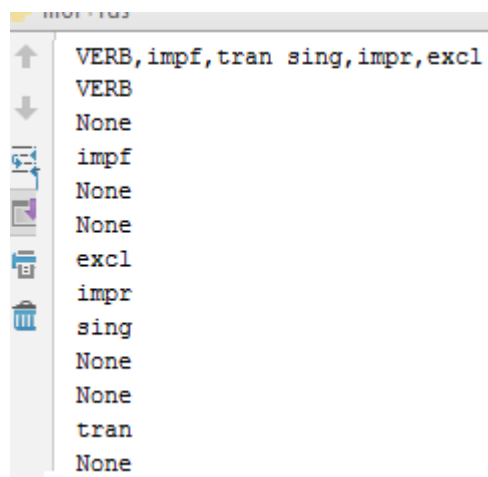 VERB,impf,tran sing,impr,excl
VERB
None
impf
None
None
excl
impr
sing
None
None
tran
None